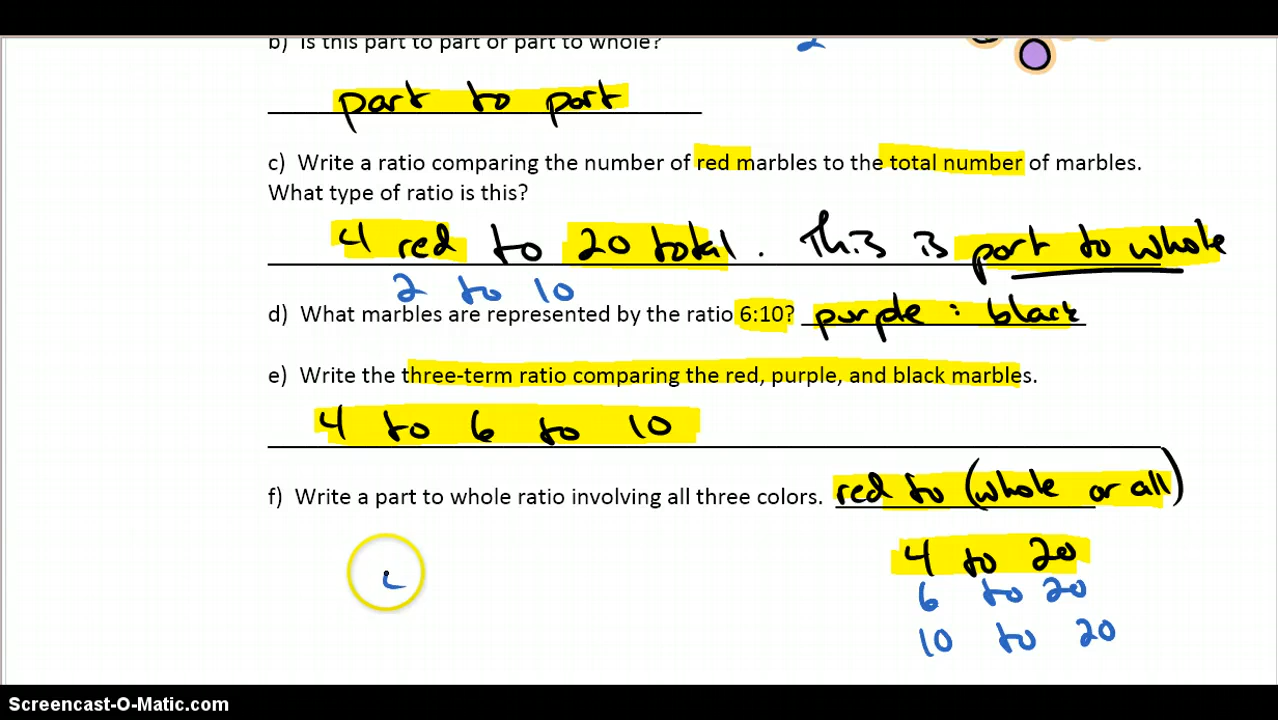 b) Is this part to part or part to whole?
2
part to part
c) Write a ratio comparing the number of red marbles to the total number of marbles.
What type of ratio is this?
4 red to 20 total. This is part to whole
2 to 10
d) What marbles are represented by the ratio 6:10? purple : black
e) Write the three-term ratio comparing the red, purple, and black marbles.
4 to 6 to 10
f) Write a part to whole ratio involving all three colors. red to (whole or all)
4 to 20
6 to 20
10 to 20
Screencast-O-Matic.com